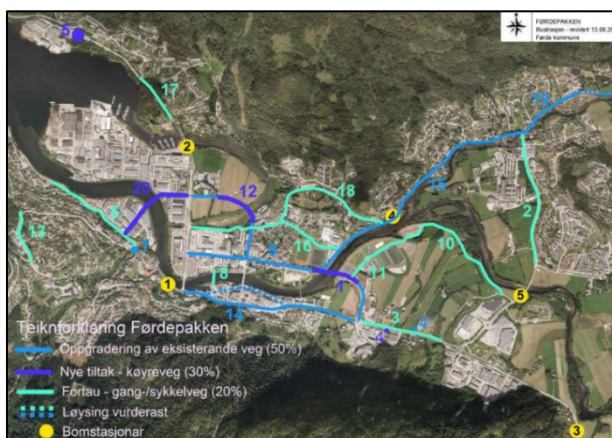 FØRDEPAKKEN
Illustrasjon - revidert 13.06.20
Førde kommune
5
17
2
20
12
18
15
4
2
13
16
10
11
1
8
1
5
14
3
4
Teiknforklaring Førdepakken
Oppgradering av eksisterande veg (50%)
Nye tiltak - køyreveg (30%)
Fortau - gang-/sykkelveg (20%)
Løysing vurderast
Bomstasjonar
3